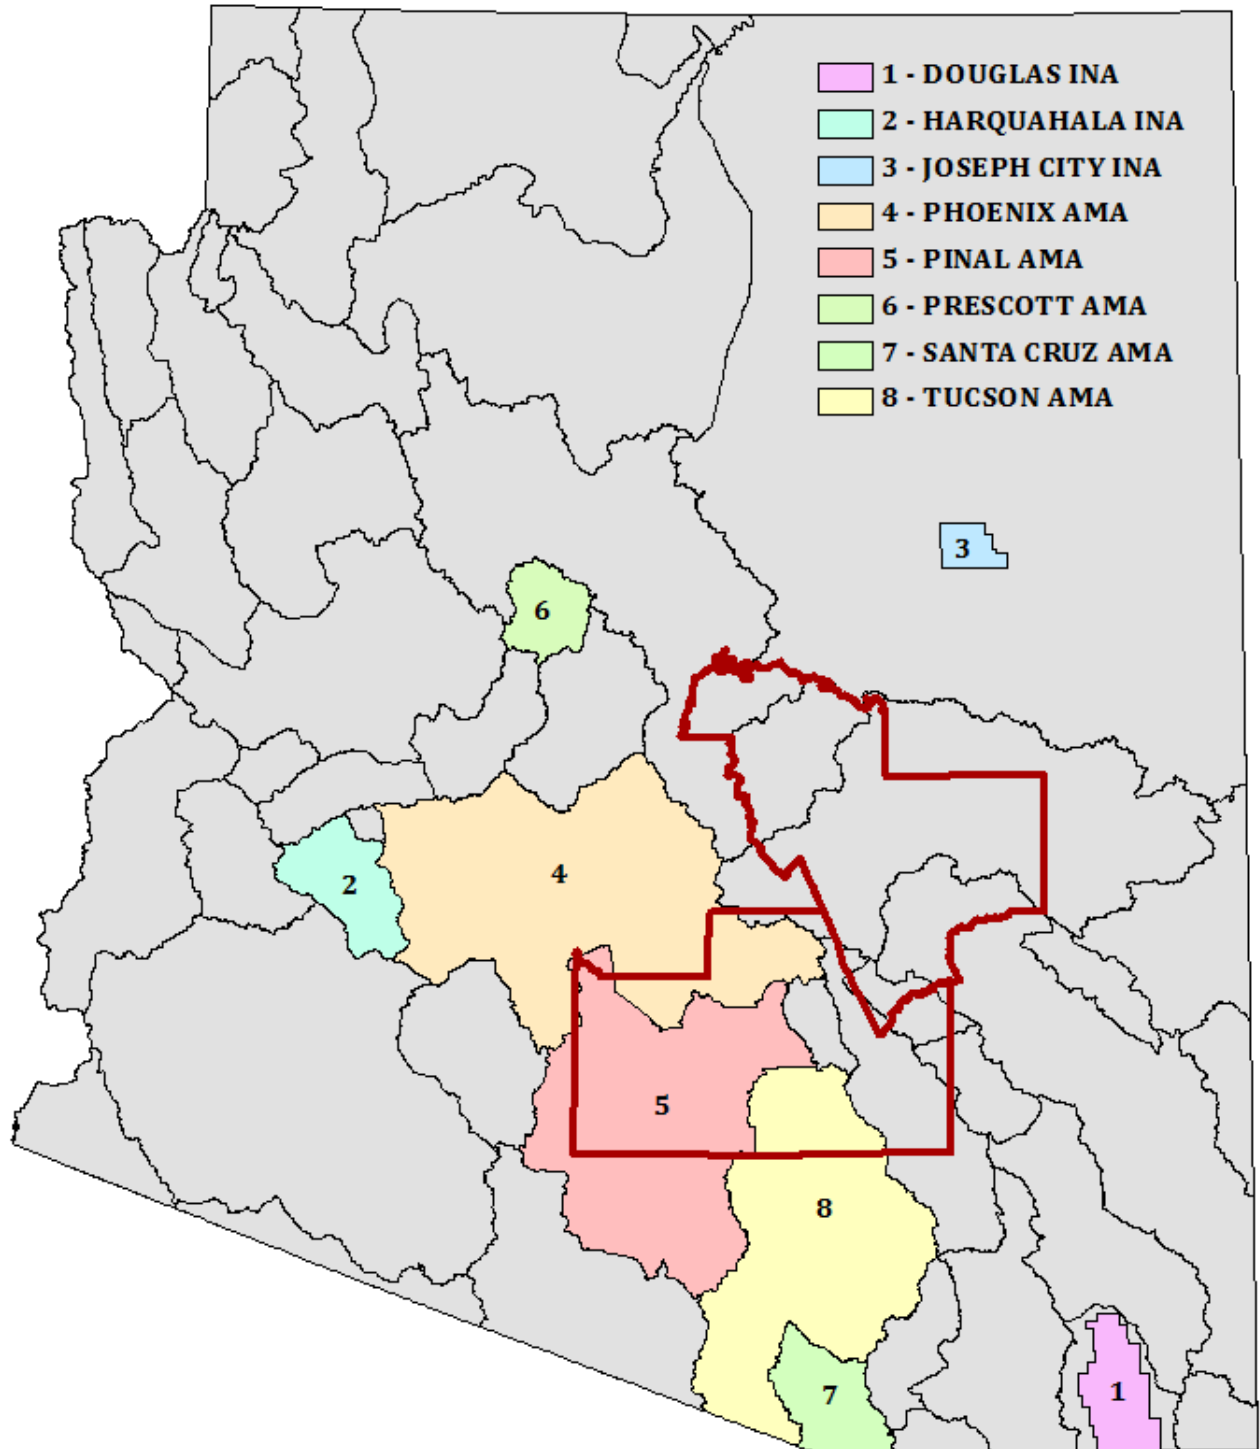 1 - DOUGLAS INA
2 - HARQUAHALA INA
3 - JOSEPH CITY INA
4 - PHOENIX AMA
5 - PINAL AMA
6 - PRESCOTT AMA
7 - SANTA CRUZ AMA
8 - TUCSON AMA
3
6
4
2
5
8
7
1